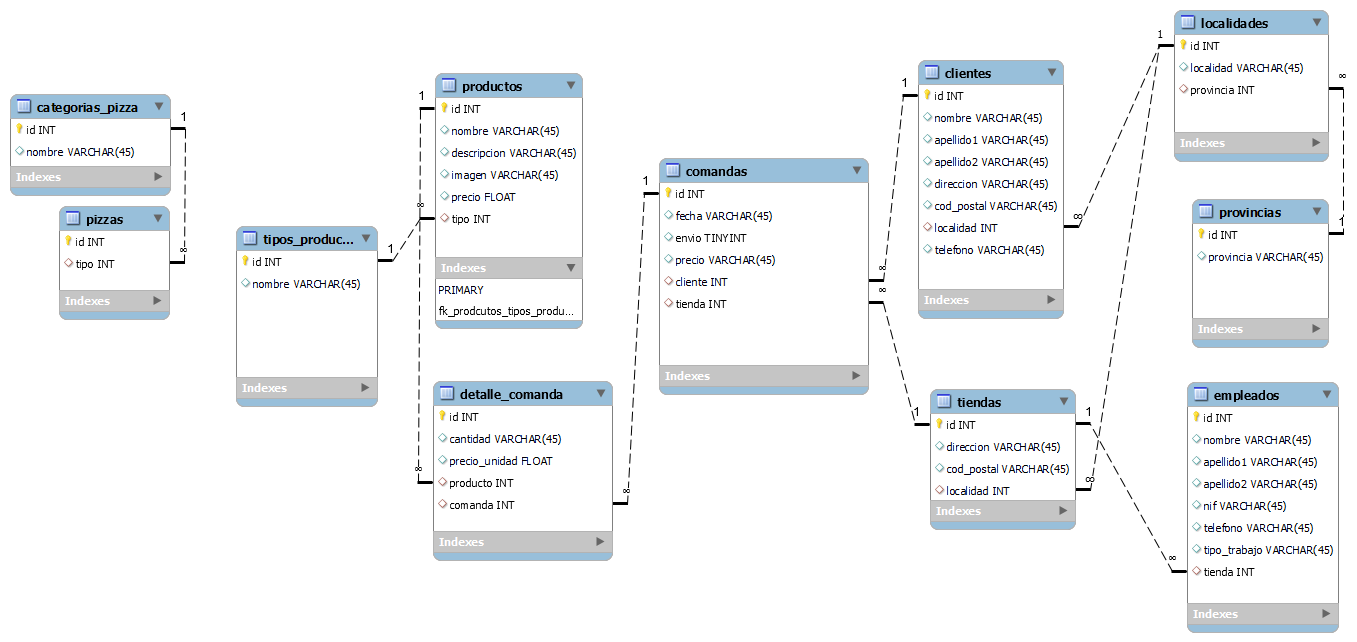 categorias_pizza
id INT
nombre VARCHAR(45)
Indexes
1
∞
pizzas
id INT
tipo INT
Indexes
tipos_produc...
id INT
nombre VARCHAR(45)
Indexes
1
∞
productos
id INT
nombre VARCHAR(45)
descripcion VARCHAR(45)
imagen VARCHAR(45)
precio FLOAT
tipo INT
Indexes
PRIMARY
fk_prodcutos_tipos_produ...
1
∞
detalle_comanda
id INT
cantidad VARCHAR(45)
precio_unidad FLOAT
producto INT
comanda INT
Indexes
∞
1
comandas
id INT
fecha VARCHAR(45)
envio TINYINT
precio VARCHAR(45)
cliente INT
tienda INT
Indexes
∞
∞
1
clientes
id INT
nombre VARCHAR(45)
apellido1 VARCHAR(45)
apellido2 VARCHAR(45)
direccion VARCHAR(45)
cod_postal VARCHAR(45)
localidad INT
telefono VARCHAR(45)
Indexes
∞
1
tiendas
id INT
direccion VARCHAR(45)
cod_postal VARCHAR(45)
localidad INT
Indexes
1
∞
1
localidades
id INT
localidad VARCHAR(45)
provincia INT
Indexes
∞
1
provincias
id INT
provincia VARCHAR(45)
Indexes
empleados
id INT
nombre VARCHAR(45)
apellido1 VARCHAR(45)
apellido2 VARCHAR(45)
nif VARCHAR(45)
telefono VARCHAR(45)
tipo_trabajo VARCHAR(45)
tienda INT
Indexes
∞